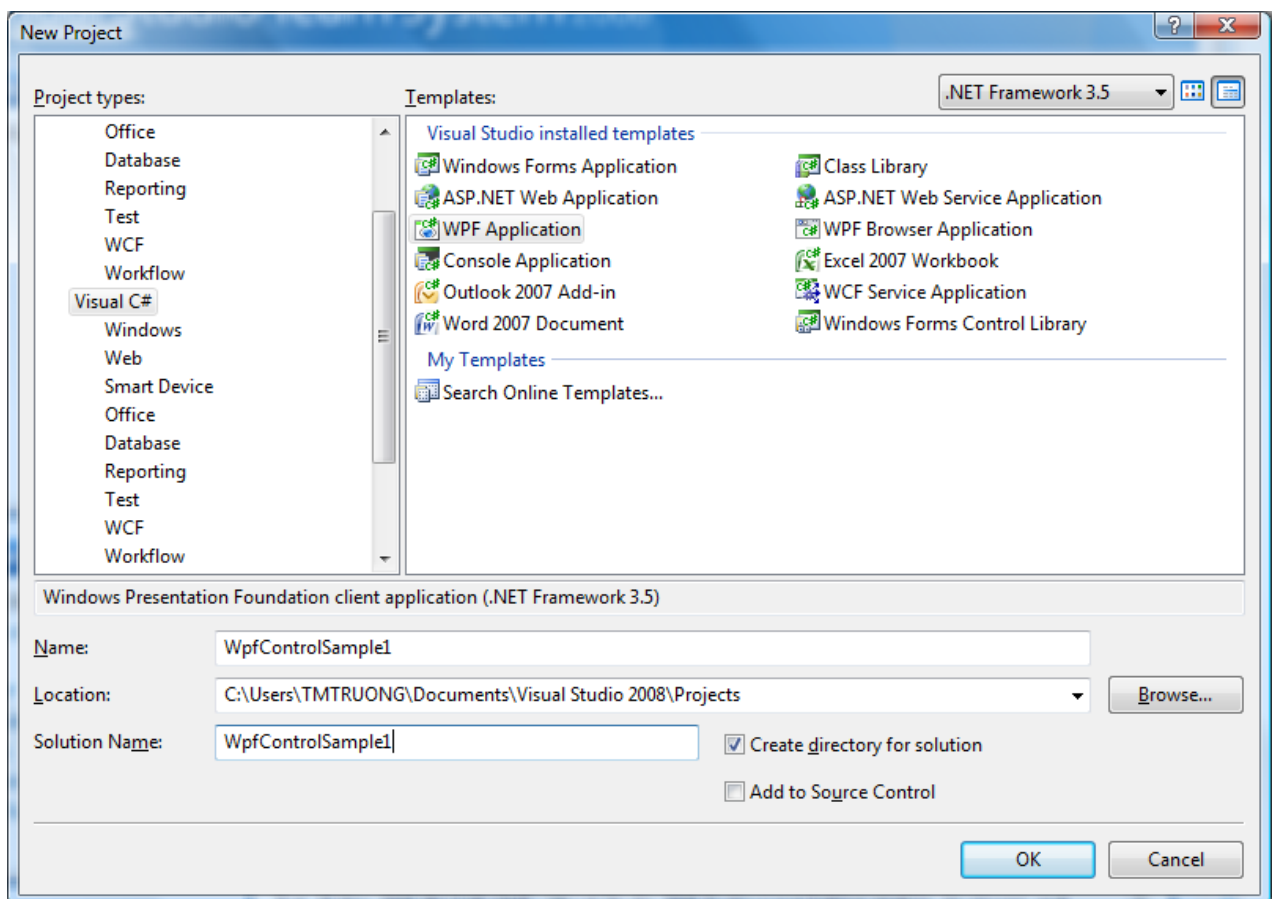 New Project
Project types:
Templates:
.NET Framework 3.5
Office
Database
Reporting
Test
WCF
Workflow
Visual C#
Windows
Web
Smart Device
Office
Database
Reporting
Test
WCF
Workflow
Visual Studio installed templates
Windows Forms Application
Class Library
ASP.NET Web Application
ASP.NET Web Service Application
WPF Application
WPF Browser Application
Console Application
Excel 2007 Workbook
Outlook 2007 Add-in
WCF Service Application
Word 2007 Document
Windows Forms Control Library
My Templates
Search Online Templates...
Windows Presentation Foundation client application (.NET Framework 3.5)
Name:
WpfControlSample1
Location:
C:\Users\TMTRUONG\Documents\Visual Studio 2008\Projects
Browse...
Solution Name:
WpfControlSample1
Create directory for solution
Add to Source Control
OK
Cancel